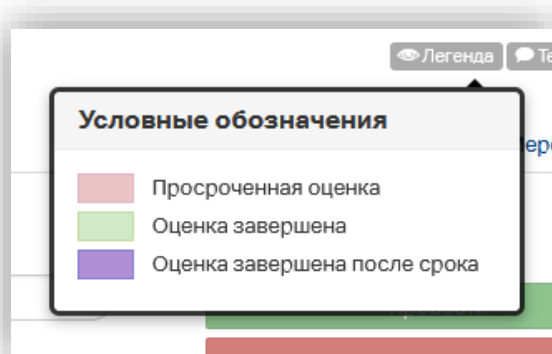 Легенда
Условные обозначения
Просроченная оценка
Оценка завершена
Оценка завершена после срока